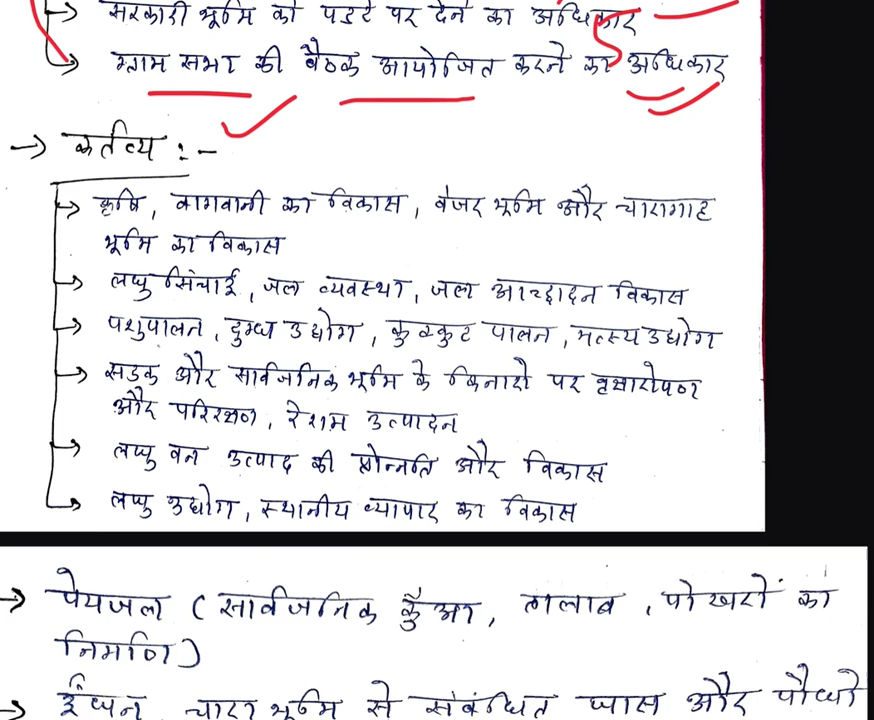 → सरकारी भूमि को पट्टे पर देने का अधिकार
→ ग्राम सभा की बैठक आयोजित करने का अधिकार
→ कर्तव्य :-
→ कृषि, बागवानी का विकास, बंजर भूमि और चारागाह
भूमि का विकास
→ लघु सिंचाई, जल व्यवस्था, जल आच्छादन विकास
→ पशुपालन, दुग्ध उद्योग, कुक्कुट पालन, मत्स्य उद्योग
→ सडक और सार्वजनिक भूमि के किनारो पर वृक्षारोपण
और परिरक्षण, रेशम उत्पादन
→ लघु वन उत्पाद की प्रोन्नति और विकास
→ लघु उद्योग, स्थानीय व्यापार का विकास
→ पेयजल (सार्वजनिक कुँआ, तालाब, पोखरों का
निर्माण)
→ ईंधन चारा भूमि से संबंधित घास और पौधो